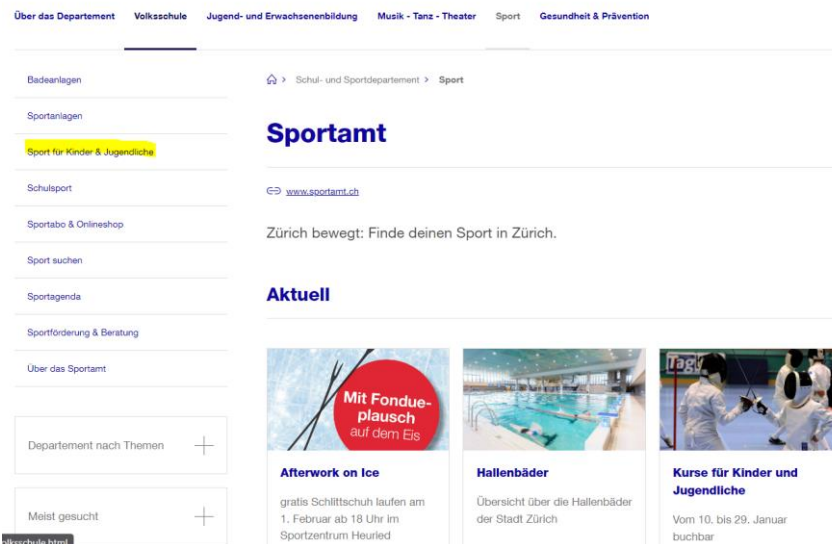 Über das Departement Volksschule Jugend- und Erwachsenenbildung Musik - Tanz - Theater Sport Gesundheit & Prävention
Badeanlagen
Sportanlagen
Sport für Kinder & Jugendliche
Schulsport
Sportabo & Onlineshop
Sport suchen
Sportagenda
Sportförderung & Beratung
Über das Sportamt
Departement nach Themen
Meist gesucht
olksschule.html
Schul- und Sportdepartement > Sport
Sportamt
www.sportamt.ch
Zürich bewegt: Finde deinen Sport in Zürich.
Aktuell
Mit Fondue-
plausch
auf dem Eis
Afterwork on Ice
gratis Schlittschuh laufen am
1. Februar ab 18 Uhr im
Sportzentrum Heuried
Hallenbäder
Übersicht über die Hallenbäder
der Stadt Zürich
Tag
Kurse für Kinder und
Jugendliche
Vom 10. bis 29. Januar
buchbar